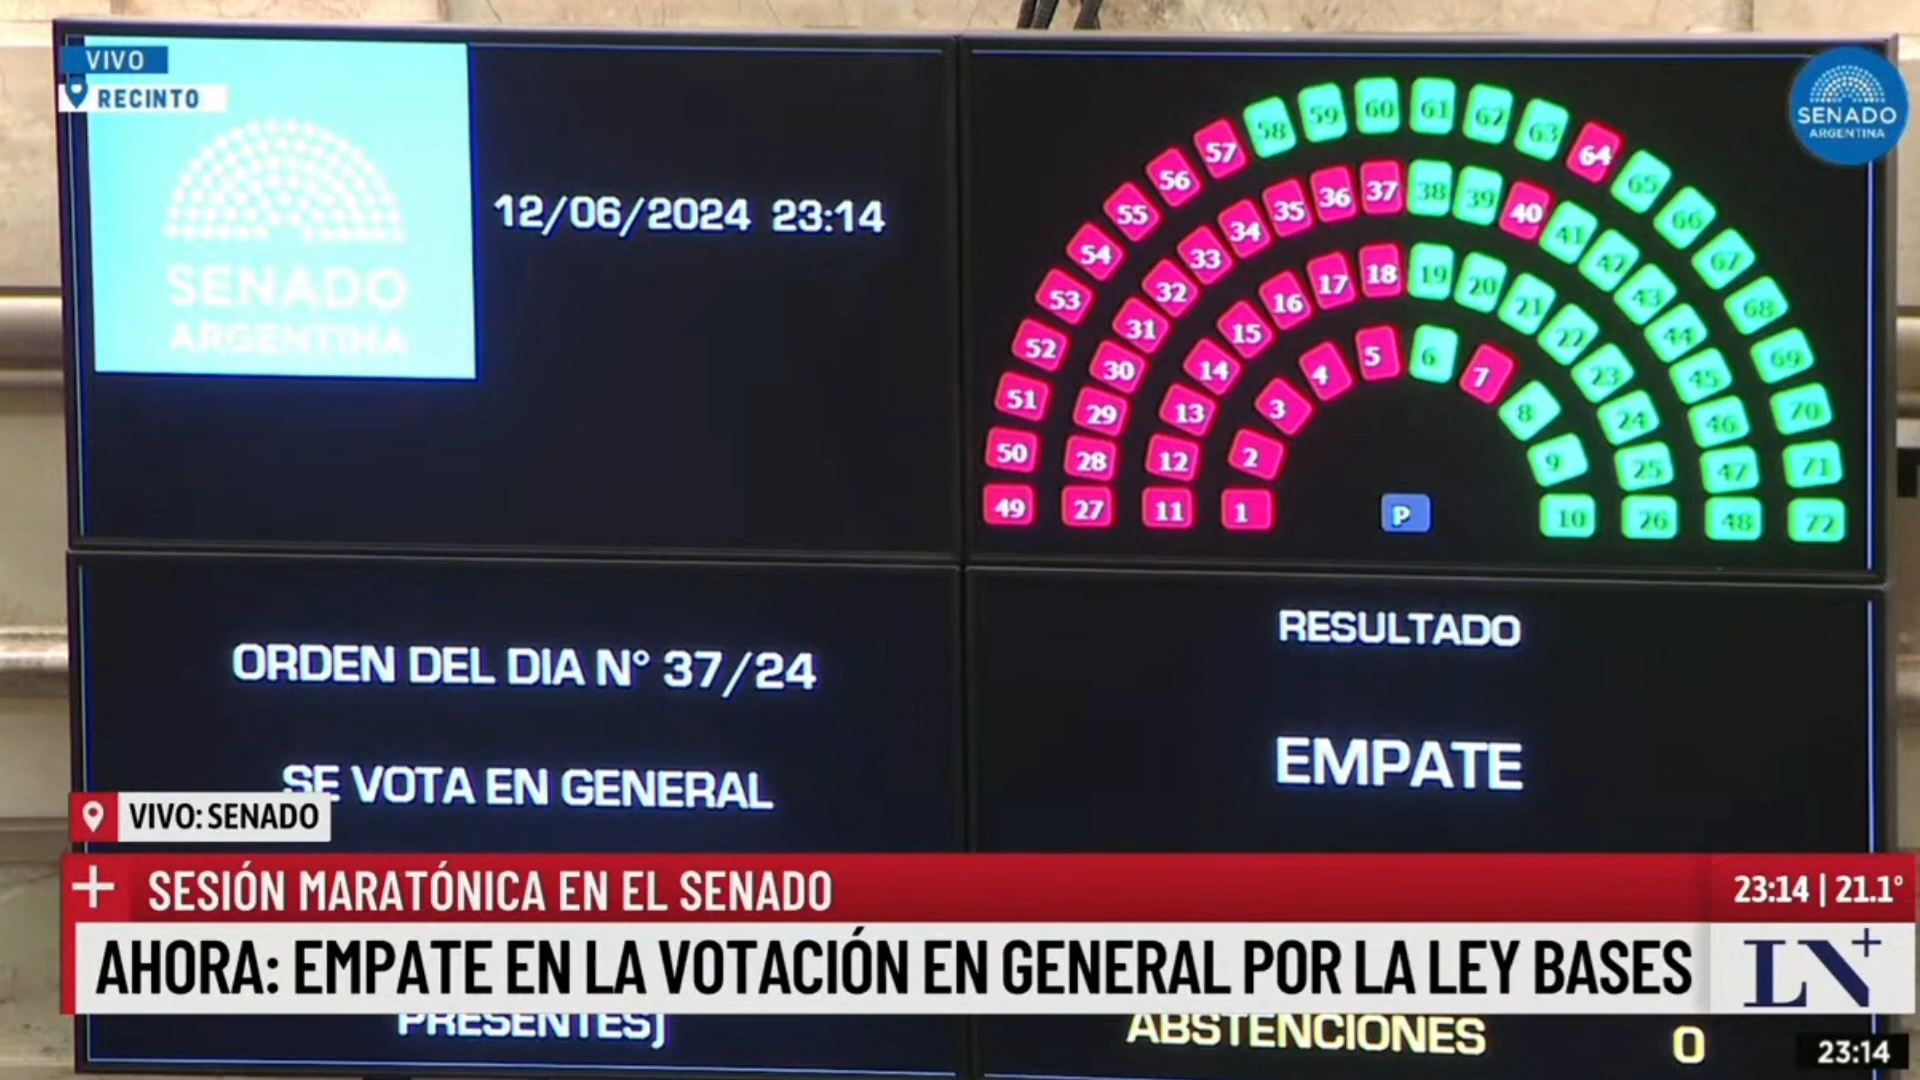 VIVO
RECINTO
SENADO
ARGENTINA
12/06/2024 23:14
SENADO
ARGENTINA
58 59 60 61 62 63
57 64
56 65
55 66
54 67
53 68
52 69
51 70
50 71
49 72
34 35 36 37 38 39 40 41
33 42
32 43
31 44
30 45
29 46
28 47
27 48
16 17 18 19 20 21
15 22
14 23
13 24
12 25
11 26
4 5 6 7
3 8
2 9
1 10
P
ORDEN DEL DIA N° 37/24
SE VOTA EN GENERAL
RESULTADO
EMPATE
VIVO: SENADO
SESIÓN MARATÓNICA EN EL SENADO
23:14 | 21.1°
AHORA: EMPATE EN LA VOTACIÓN EN GENERAL POR LA LEY BASES
LN+
PRESENTES)
ABSTENCIONES 0
23:14